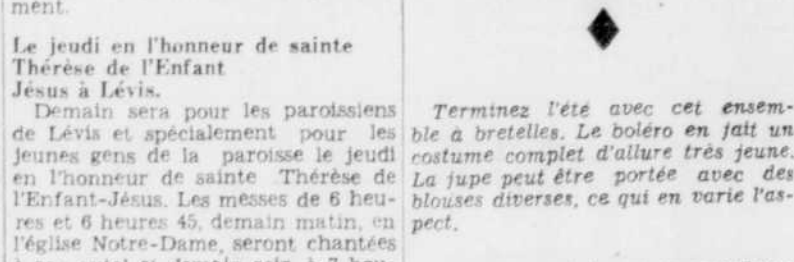 ment.
Le jeudi en l'honneur de sainte
Thérèse de l'Enfant
Jésus à Lévis.
Demain sera pour les paroissiens
de Lévis et spécialement pour les
jeunes gens de la paroisse le jeudi
en l'honneur de sainte Thérèse de
l'Enfant-Jésus. Les messes de 6 heu-
res et 6 heures 45, demain matin, en
l'église Notre-Dame, seront chantées
Terminez l'été avec cet ensem-
ble à bretelles. Le boléro en fait un
costume complet d'allure très jeune.
La jupe peut être portée avec des
blouses diverses, ce qui en varie l'as-
pect.